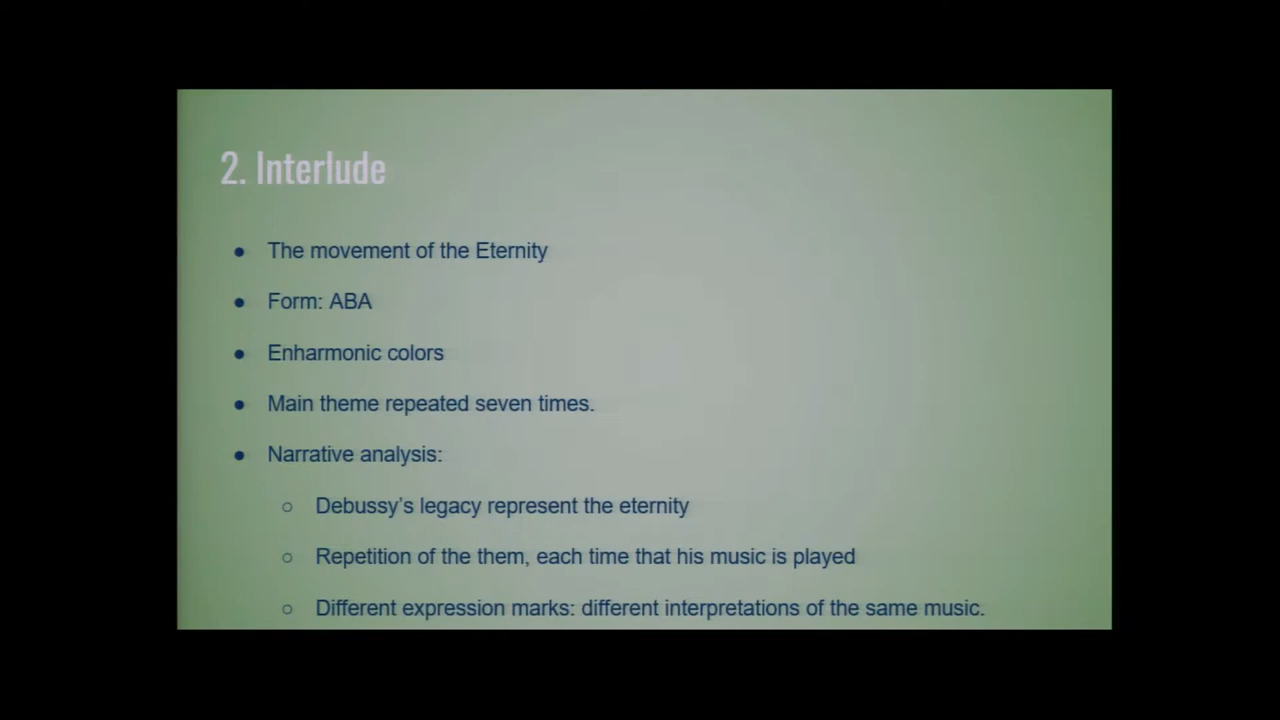 2. Interlude
● The movement of the Eternity
● Form: ABA
● Enharmonic colors
● Main theme repeated seven times.
● Narrative analysis:
○ Debussy’s legacy represent the eternity
○ Repetition of the them, each time that his music is played
○ Different expression marks: different interpretations of the same music.